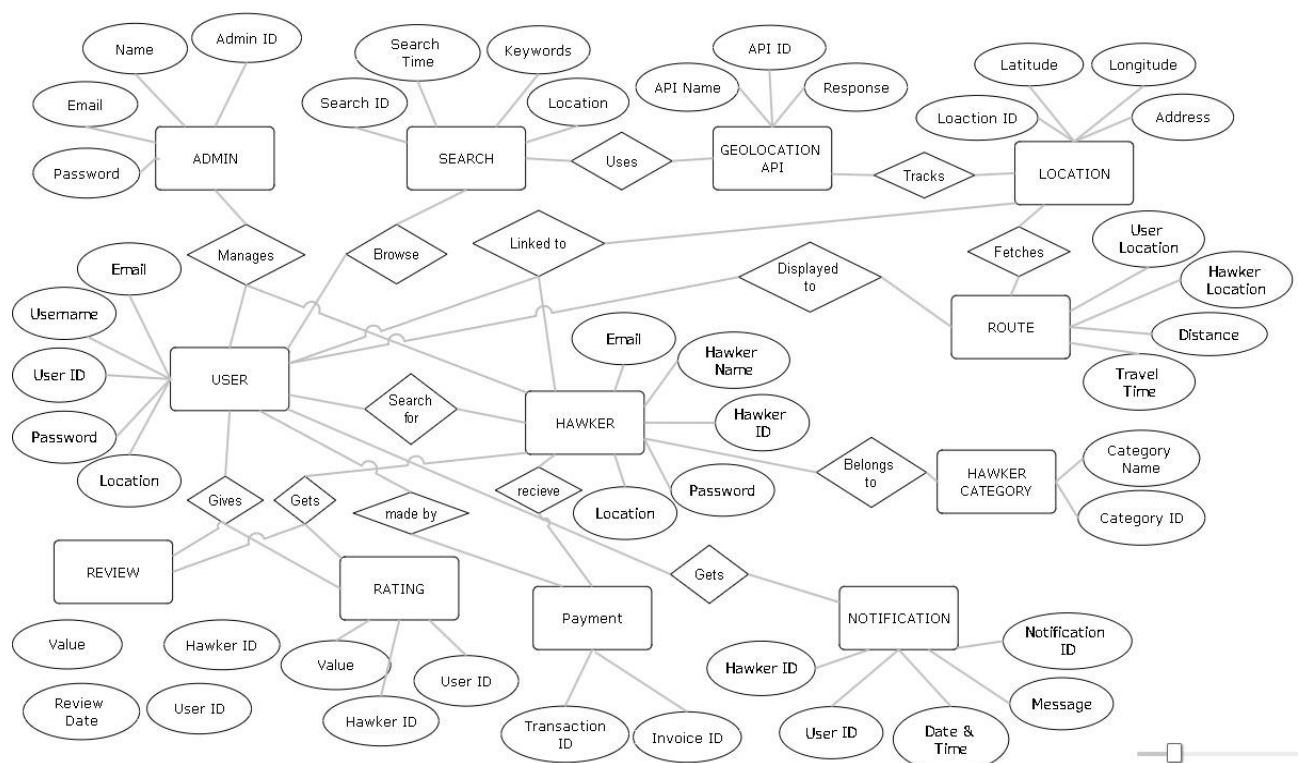 Name
Admin ID
Email
Password
ADMIN
Search
Time
Keywords
Search ID
Location
SEARCH
Uses
API ID
API Name
Response
GEOLOCATION
API
Tracks
Latitude
Longitude
Loaction ID
Address
LOCATION
Manages
Browse
Linked to
Displayed
to
Fetches
User
Location
Hawker
Location
Distance
Travel
Time
ROUTE
Email
Username
User ID
Password
Location
USER
Search
for
Email
Hawker
Name
Hawker
ID
Password
Location
HAWKER
Belongs
to
HAWKER
CATEGORY
Category
Name
Category ID
Gives
Gets
made by
recieve
Gets
REVIEW
Value
Hawker ID
Review
Date
User ID
RATING
Value
User ID
Hawker ID
Payment
Transaction
ID
Invoice ID
NOTIFICATION
Hawker ID
Notification
ID
User ID
Date &
Time
Message